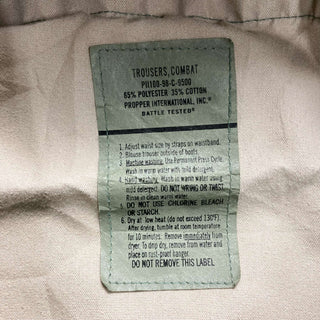 TROUSERS, COMBAT
P11100-98-C-9500
65% POLYESTER 35% COTTON
PROPPER INTERNATIONAL, INC.®
BATTLE TESTED®
1. Adjust waist size by straps on waistband.
2. Blouse trouser outside of boots.
3. Machine washing: Use Permanent Press Cycle.
Wash in warm water with mild detergent.
4. Hand washing: Wash in warm water using
mild detergent. DO NOT WRING OR TWIST.
Rinse in clean warm water.
5. DO NOT USE CHLORINE BLEACH
OR STARCH.
6. Dry at low heat (do not exceed 130°F).
After drying, tumble at room temperature
for 10 minutes. Remove immediately from
dryer. To drip dry, remove from water and
place on rust-proof hanger.
DO NOT REMOVE THIS LABEL